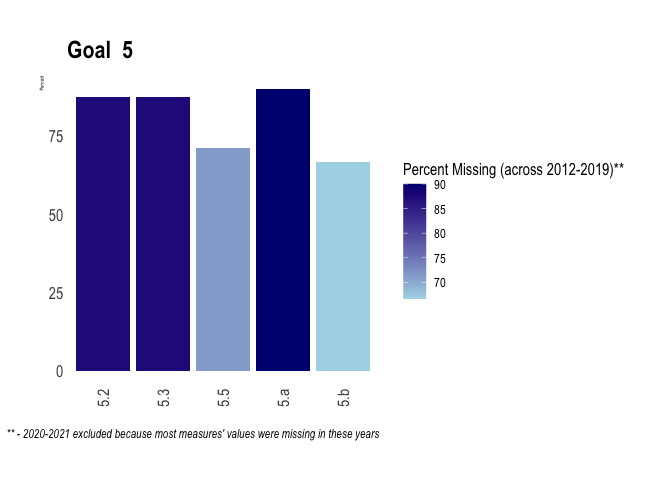 Goal  5
Percent
75
50
25
0
5.2
5.3
5.5
5.a
5.b
Percent Missing (across 2012-2019)**
90
85
80
75
70
** - 2020-2021 excluded because most measures' values were missing in these years